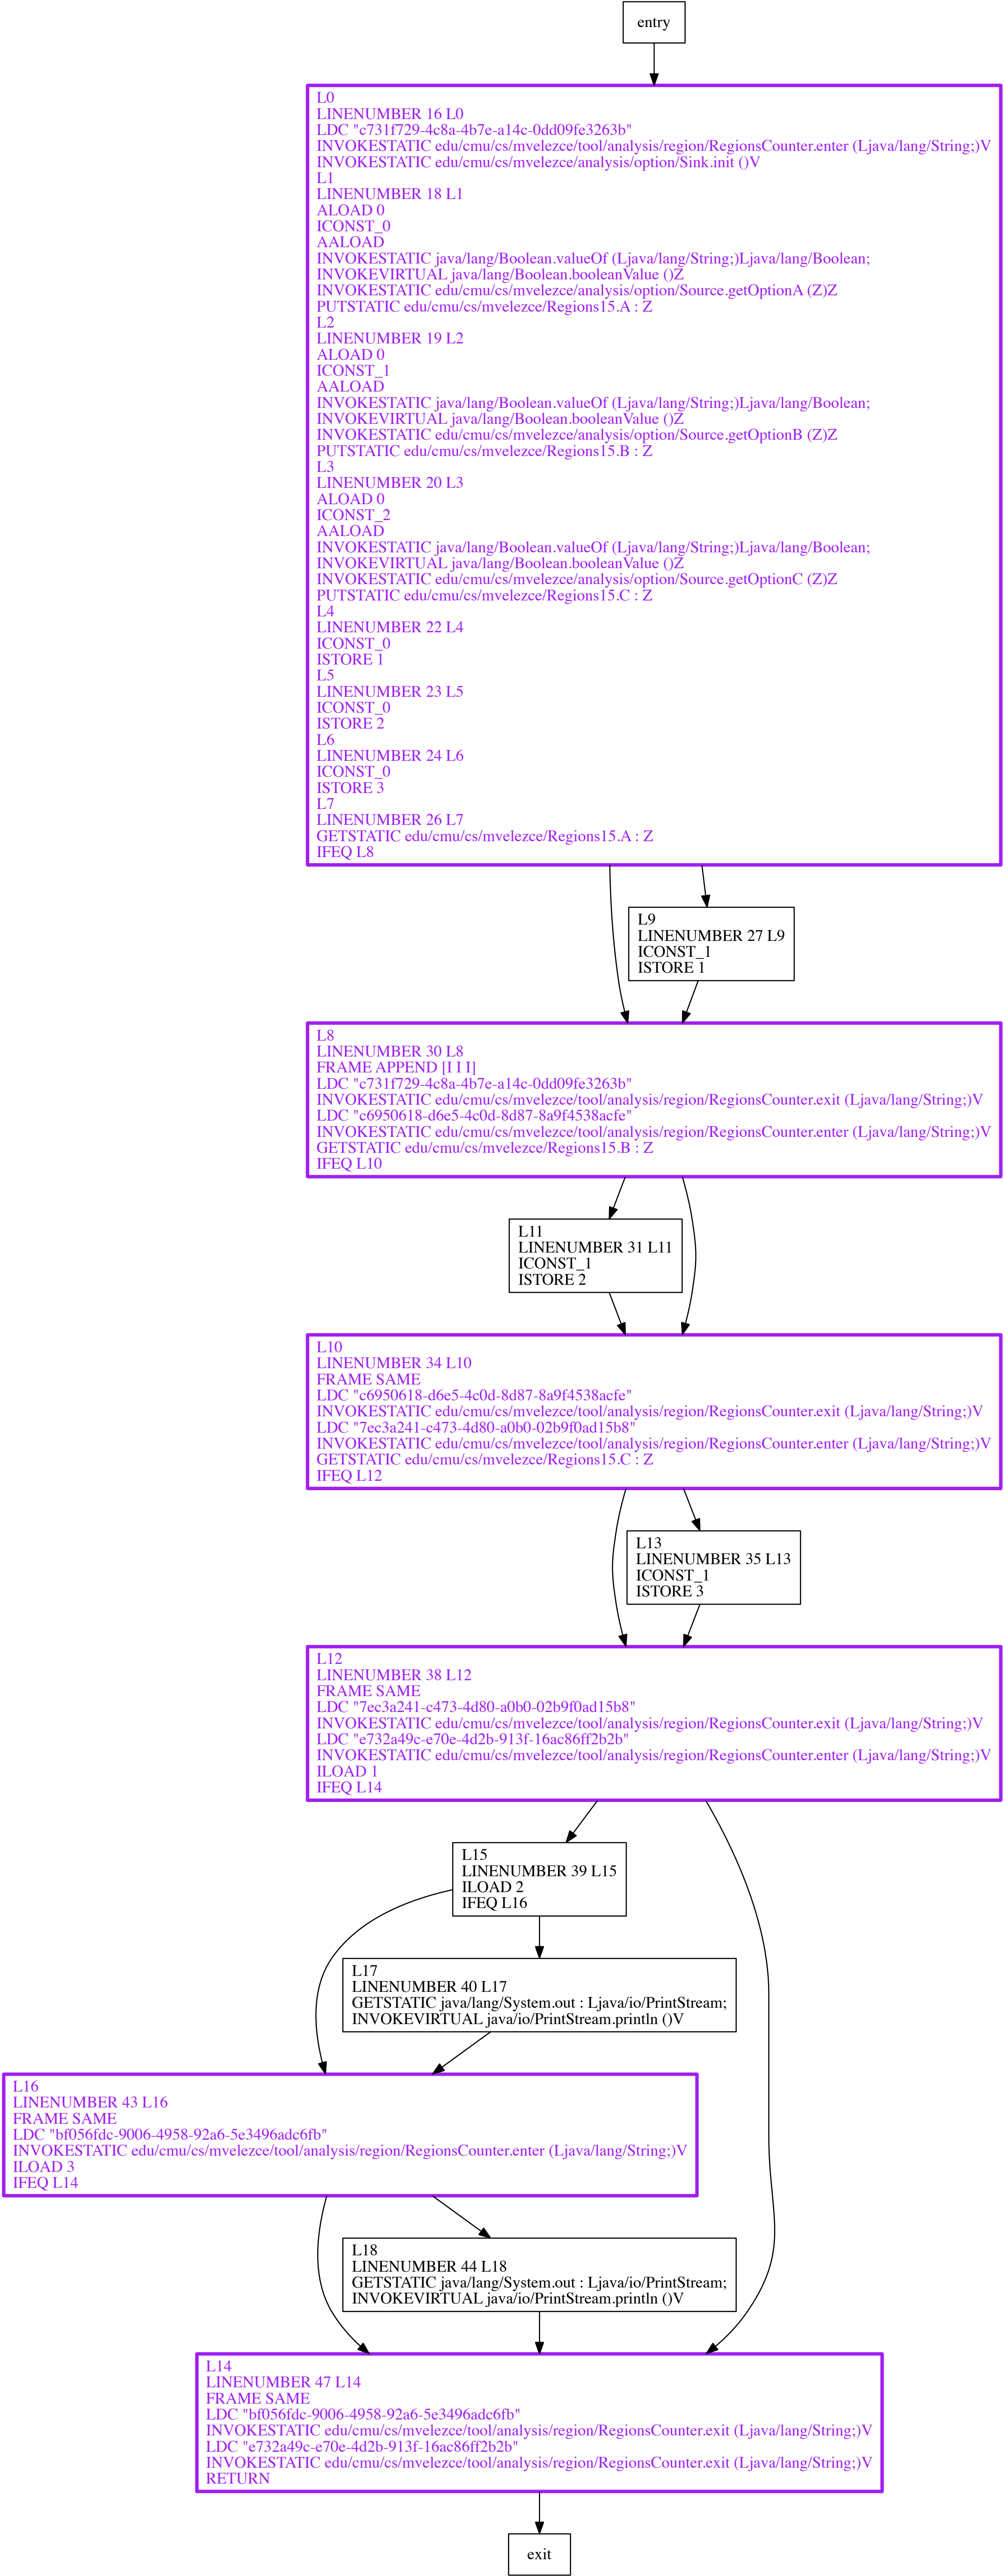 entry
L0
LINENUMBER 16 L0
LDC "c731f729-4c8a-4b7e-a14c-0dd09fe3263b"
INVOKESTATIC edu/cmu/cs/mvelezce/tool/analysis/region/RegionsCounter.enter (Ljava/lang/String;)V
INVOKESTATIC edu/cmu/cs/mvelezce/analysis/option/Sink.init ()V
L1
LINENUMBER 18 L1
ALOAD 0
ICONST_0
AALOAD
INVOKESTATIC java/lang/Boolean.valueOf (Ljava/lang/String;)Ljava/lang/Boolean;
INVOKEVIRTUAL java/lang/Boolean.booleanValue ()Z
INVOKESTATIC edu/cmu/cs/mvelezce/analysis/option/Source.getOptionA (Z)Z
PUTSTATIC edu/cmu/cs/mvelezce/Regions15.A : Z
L2
LINENUMBER 19 L2
ALOAD 0
ICONST_1
AALOAD
INVOKESTATIC java/lang/Boolean.valueOf (Ljava/lang/String;)Ljava/lang/Boolean;
INVOKEVIRTUAL java/lang/Boolean.booleanValue ()Z
INVOKESTATIC edu/cmu/cs/mvelezce/analysis/option/Source.getOptionB (Z)Z
PUTSTATIC edu/cmu/cs/mvelezce/Regions15.B : Z
L3
LINENUMBER 20 L3
ALOAD 0
ICONST_2
AALOAD
INVOKESTATIC java/lang/Boolean.valueOf (Ljava/lang/String;)Ljava/lang/Boolean;
INVOKEVIRTUAL java/lang/Boolean.booleanValue ()Z
INVOKESTATIC edu/cmu/cs/mvelezce/analysis/option/Source.getOptionC (Z)Z
PUTSTATIC edu/cmu/cs/mvelezce/Regions15.C : Z
L4
LINENUMBER 22 L4
ICONST_0
ISTORE 1
L5
LINENUMBER 23 L5
ICONST_0
ISTORE 2
L6
LINENUMBER 24 L6
ICONST_0
ISTORE 3
L7
LINENUMBER 26 L7
GETSTATIC edu/cmu/cs/mvelezce/Regions15.A : Z
IFEQ L8
L9
LINENUMBER 27 L9
ICONST_1
ISTORE 1
L8
LINENUMBER 30 L8
FRAME APPEND [I I I]
LDC "c731f729-4c8a-4b7e-a14c-0dd09fe3263b"
INVOKESTATIC edu/cmu/cs/mvelezce/tool/analysis/region/RegionsCounter.exit (Ljava/lang/String;)V
LDC "c6950618-d6e5-4c0d-8d87-8a9f4538acfe"
INVOKESTATIC edu/cmu/cs/mvelezce/tool/analysis/region/RegionsCounter.enter (Ljava/lang/String;)V
GETSTATIC edu/cmu/cs/mvelezce/Regions15.B : Z
IFEQ L10
L11
LINENUMBER 31 L11
ICONST_1
ISTORE 2
L10
LINENUMBER 34 L10
FRAME SAME
LDC "c6950618-d6e5-4c0d-8d87-8a9f4538acfe"
INVOKESTATIC edu/cmu/cs/mvelezce/tool/analysis/region/RegionsCounter.exit (Ljava/lang/String;)V
LDC "7ec3a241-c473-4d80-a0b0-02b9f0ad15b8"
INVOKESTATIC edu/cmu/cs/mvelezce/tool/analysis/region/RegionsCounter.enter (Ljava/lang/String;)V
GETSTATIC edu/cmu/cs/mvelezce/Regions15.C : Z
IFEQ L12
L13
LINENUMBER 35 L13
ICONST_1
ISTORE 3
L12
LINENUMBER 38 L12
FRAME SAME
LDC "7ec3a241-c473-4d80-a0b0-02b9f0ad15b8"
INVOKESTATIC edu/cmu/cs/mvelezce/tool/analysis/region/RegionsCounter.exit (Ljava/lang/String;)V
LDC "e732a49c-e70e-4d2b-913f-16ac86ff2b2b"
INVOKESTATIC edu/cmu/cs/mvelezce/tool/analysis/region/RegionsCounter.enter (Ljava/lang/String;)V
ILOAD 1
IFEQ L14
L15
LINENUMBER 39 L15
ILOAD 2
IFEQ L16
L17
LINENUMBER 40 L17
GETSTATIC java/lang/System.out : Ljava/io/PrintStream;
INVOKEVIRTUAL java/io/PrintStream.println ()V
L16
LINENUMBER 43 L16
FRAME SAME
LDC "bf056fdc-9006-4958-92a6-5e3496adc6fb"
INVOKESTATIC edu/cmu/cs/mvelezce/tool/analysis/region/RegionsCounter.enter (Ljava/lang/String;)V
ILOAD 3
IFEQ L14
L18
LINENUMBER 44 L18
GETSTATIC java/lang/System.out : Ljava/io/PrintStream;
INVOKEVIRTUAL java/io/PrintStream.println ()V
L14
LINENUMBER 47 L14
FRAME SAME
LDC "bf056fdc-9006-4958-92a6-5e3496adc6fb"
INVOKESTATIC edu/cmu/cs/mvelezce/tool/analysis/region/RegionsCounter.exit (Ljava/lang/String;)V
LDC "e732a49c-e70e-4d2b-913f-16ac86ff2b2b"
INVOKESTATIC edu/cmu/cs/mvelezce/tool/analysis/region/RegionsCounter.exit (Ljava/lang/String;)V
RETURN
exit